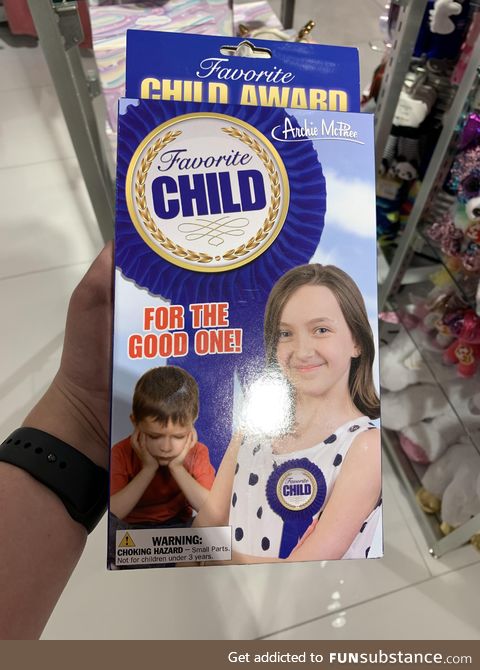 Favorite
CHILD AWARD
Archie McPhee
Favorite
CHILD
FOR THE
GOOD ONE!
Favorite
CHILD
WARNING:
CHOKING HAZARD – Small Parts.
Not for children under 3 years.
Get addicted to FUNsubstance.com